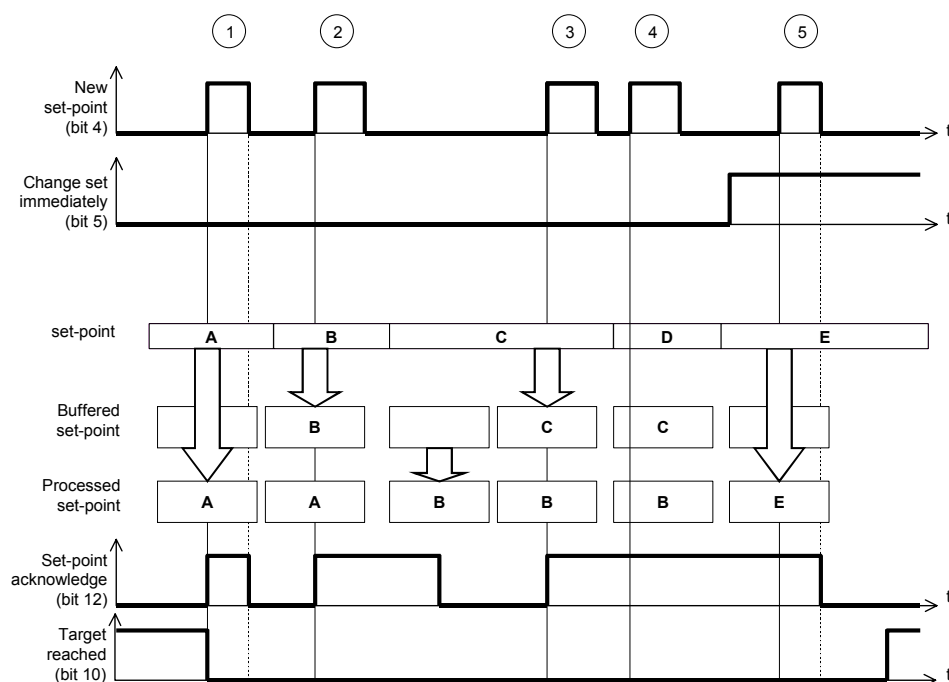 1 2 3 4 5
New
set-point
(bit 4)
t
Change set
immediately
(bit 5)
t
set-point
A B C D E
Buffered
set-point
B C C
Processed
set-point
A A B B B E
Set-point
acknowledge
(bit 12)
t
Target
reached
(bit 10)
t